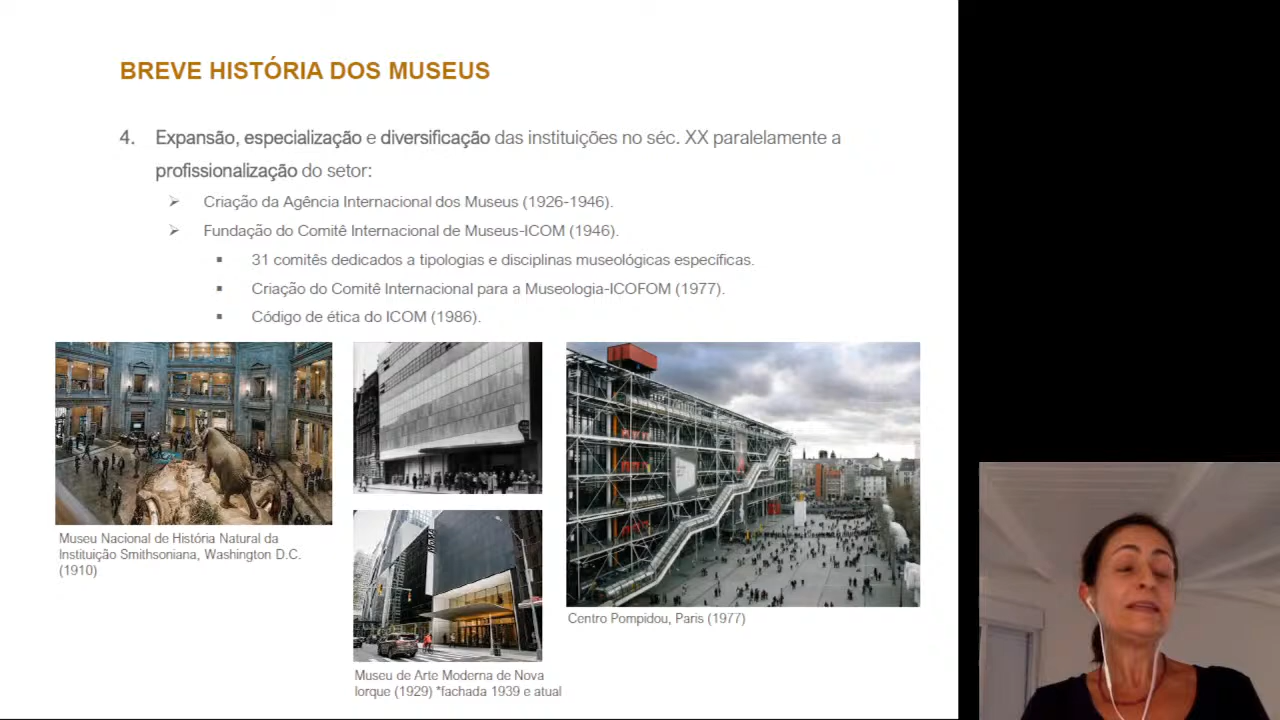 BREVE HISTÓRIA DOS MUSEUS
4. Expansão, especialização e diversificação das instituições no séc. XX paralelamente a
profissionalização do setor:
Criação da Agência Internacional dos Museus (1926-1946).
Fundação do Comitê Internacional de Museus-ICOM (1946).
31 comitês dedicados a tipologias e disciplinas museológicas específicas.
Criação do Comitê Internacional para a Museologia-ICOFOM (1977).
Código de ética do ICOM (1986).
Museu Nacional de História Natural da
Instituição Smithsoniana, Washington D.C.
(1910)
Centro Pompidou, Paris (1977)
Museu de Arte Moderna de Nova
Iorque (1929) *fachada 1939 e atual